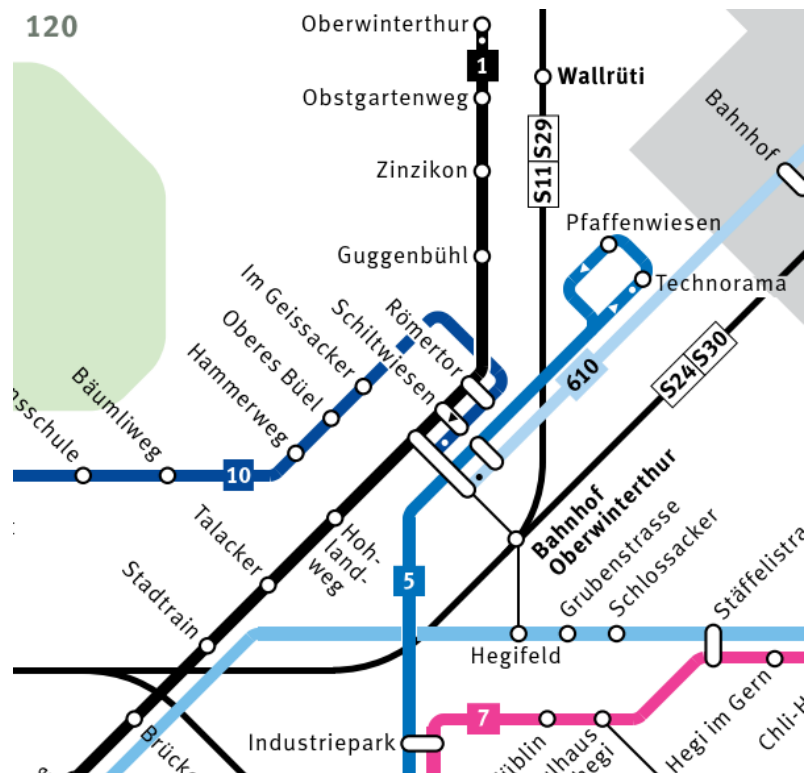 120
Oberwinterthur
1
Obstgartenweg
Zinzikon
Guggenbühl
Wallrüti
S11 S29
Bahnhof
Pfaffenwiesen
Technorama
610
S24 S30
Römertor
Schiltwiesen
Im Geissacker
Oberes Büel
Hammerweg
Bäumliweg
10
Talacker
Hoh-
land-
weg
Stadtrain
5
Bahnhof
Oberwinterthur
Grubenstrasse
Schlossacker
Hegifeld
7
Industriepark
Hegi im Gern